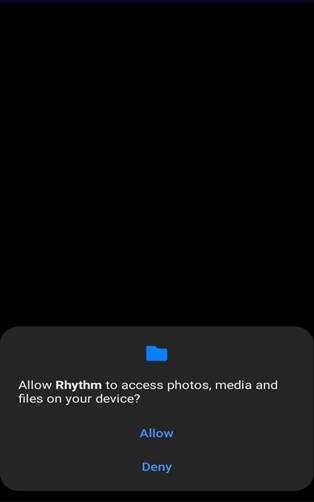 Allow Rhythm to access photos, media and
files on your device?
Allow
Deny